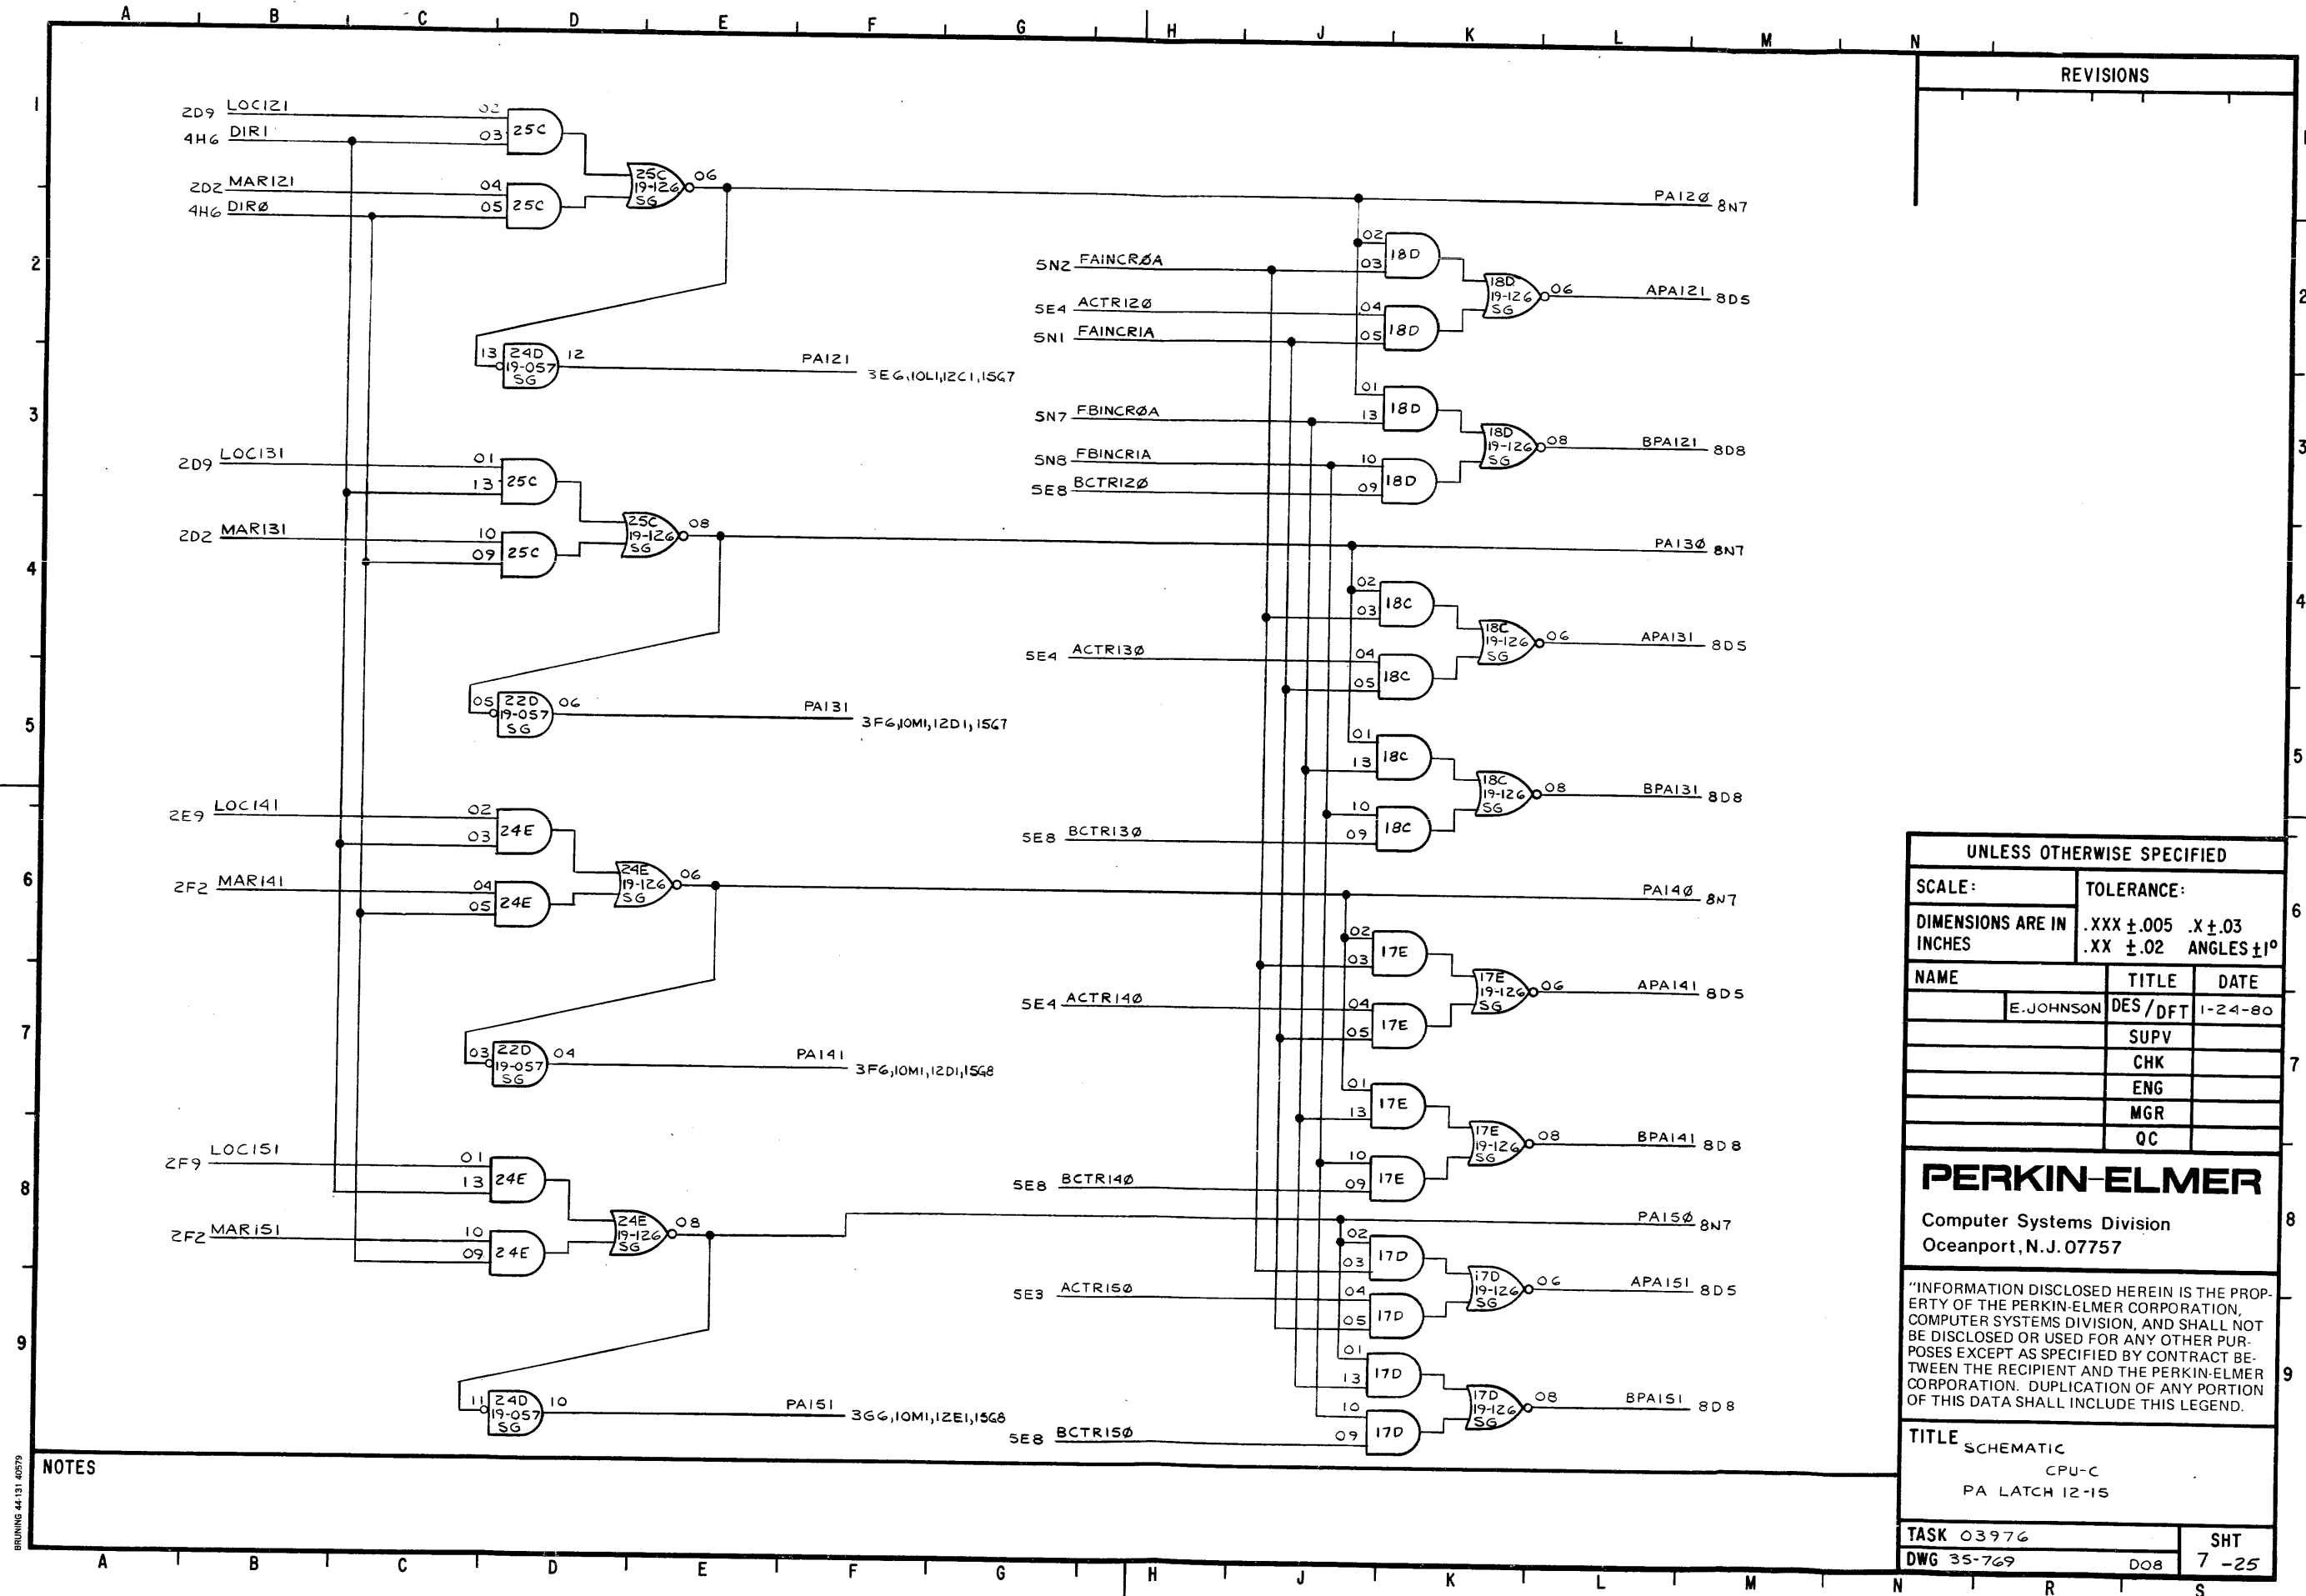 A B C D E F G H J K L M N
REVISIONS
1
2D9 LOC121 02
4H6 DIR1 03 25C
2D2 MAR121 04
4H6 DIRØ 05 25C
25C 19-126 SG 06
PA12Ø 8N7
2
5N2 FAINCRØA
02 03 18D
5E4 ACTR12Ø 04
5N1 FAINCR1A 05 18D
18D 19-126 SG 06
APA121 8D5
13 24D 19-057 SG 12
PA121 3E6,10L1,12C1,15G7
3
01 13 18D
5N7 FBINCRØA
5N8 FBINCR1A 10
5E8 BCTR12Ø 09 18D
18D 19-126 SG 08
BPA121 8D8
2D9 LOC131 01
13 25C
2D2 MAR131 10
09 25C
25C 19-126 SG 08
PA13Ø 8N7
4
02 03 18C
5E4 ACTR13Ø 04
05 18C
18C 19-126 SG 06
APA131 8D5
05 22D 19-057 SG 06
PA131 3F6,10M1,12D1,15G7
5
01 13 18C
10
5E8 BCTR13Ø 09 18C
18C 19-126 SG 08
BPA131 8D8
2E9 LOC141 02
03 24E
2F2 MAR141 04
05 24E
24E 19-126 SG 06
PA14Ø 8N7
6
02 03 17E
5E4 ACTR14Ø 04
05 17E
17E 19-126 SG 06
APA141 8D5
7
03 22D 19-057 SG 04
PA141 3F6,10M1,12D1,15G8
01 13 17E
10
5E8 BCTR14Ø 09 17E
17E 19-126 SG 08
BPA141 8D8
2F9 LOC151 01
13 24E
8
2F2 MAR151 10
09 24E
24E 19-126 SG 08
PA15Ø 8N7
02 03 17D
5E3 ACTR15Ø 04
05 17D
17D 19-126 SG 06
APA151 8D5
9
11 24D 19-057 SG 10
PA151 3G6,10M1,12E1,15G8
01 13 17D
10
5E8 BCTR15Ø 09 17D
17D 19-126 SG 08
BPA151 8D8
UNLESS OTHERWISE SPECIFIED
SCALE: TOLERANCE:
DIMENSIONS ARE IN INCHES
.XXX ±.005 .X ±.03
.XX ±.02 ANGLES ±1°
NAME TITLE DATE
E.JOHNSON DES/DFT 1-24-80
SUPV
CHK
ENG
MGR
QC
PERKIN-ELMER
Computer Systems Division
Oceanport, N.J. 07757
"INFORMATION DISCLOSED HEREIN IS THE PROP-
ERTY OF THE PERKIN-ELMER CORPORATION,
COMPUTER SYSTEMS DIVISION, AND SHALL NOT
BE DISCLOSED OR USED FOR ANY OTHER PUR-
POSES EXCEPT AS SPECIFIED BY CONTRACT BE-
TWEEN THE RECIPIENT AND THE PERKIN-ELMER
CORPORATION. DUPLICATION OF ANY PORTION
OF THIS DATA SHALL INCLUDE THIS LEGEND.
TITLE SCHEMATIC
CPU-C
PA LATCH 12-15
TASK 03976
DWG 35-769 D08
SHT 7 -25
NOTES
BRUNING 44-131 40579
A B C D E F G H J K L M N R S